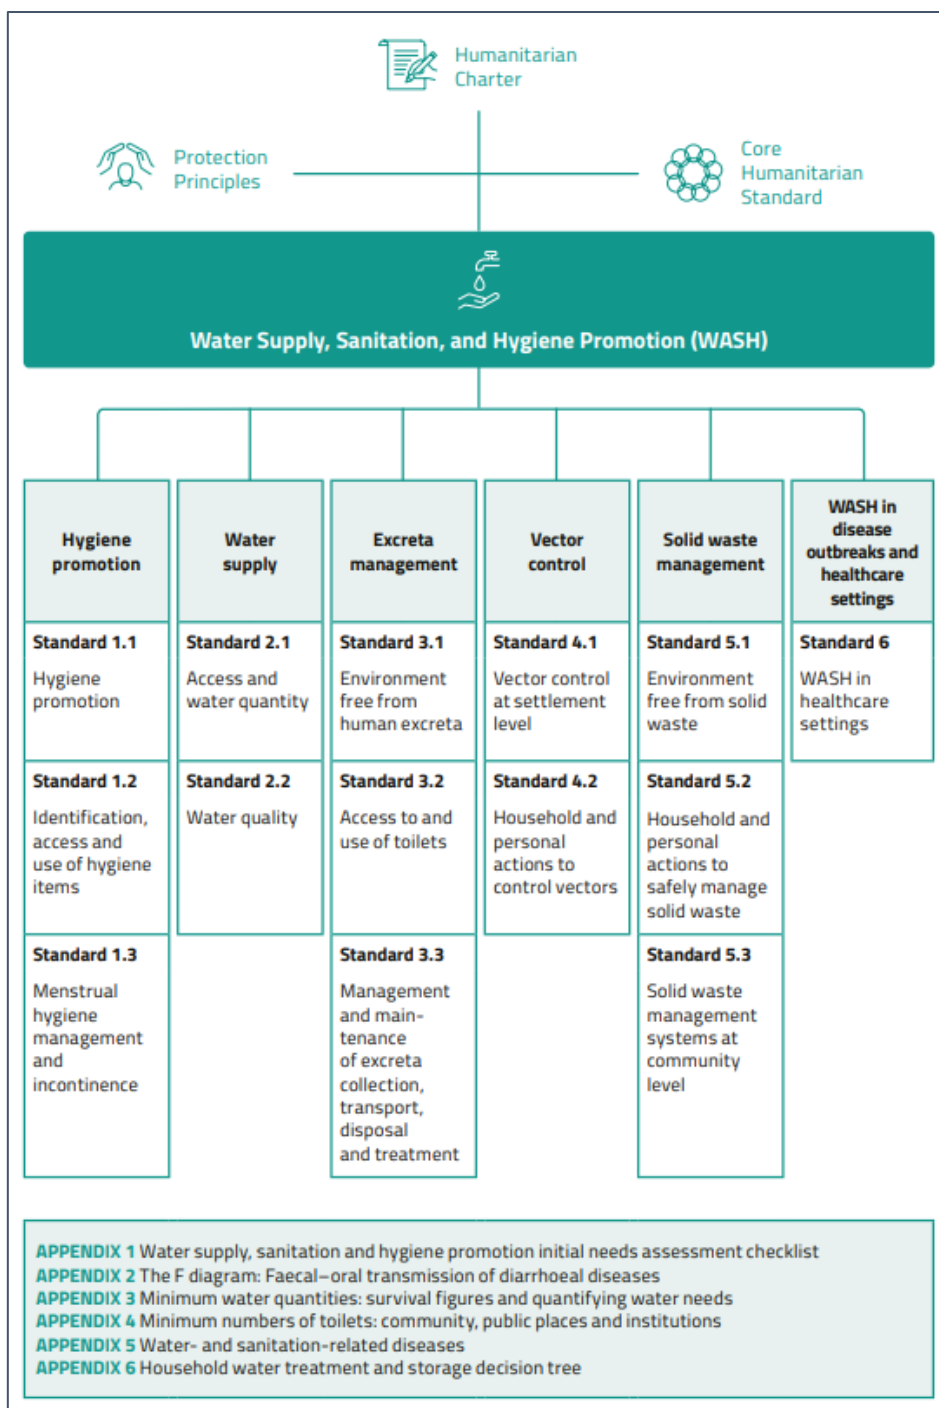 Humanitarian
Charter
Protection
Principles
Core
Humanitarian
Standard
Water Supply, Sanitation, and Hygiene Promotion (WASH)
Hygiene
promotion
Water
supply
Excreta
management
Vector
control
Solid waste
management
WASH in
disease
outbreaks and
healthcare
settings
Standard 1.1
Hygiene
promotion
Standard 2.1
Access and
water quantity
Standard 3.1
Environment
free from
human excreta
Standard 4.1
Vector control
at settlement
level
Standard 5.1
Environment
free from solid
waste
Standard 6
WASH in
healthcare
settings
Standard 1.2
Identification,
access and
use of hygiene
items
Standard 2.2
Water quality
Standard 3.2
Access to and
use of toilets
Standard 4.2
Household and
personal
actions to
control vectors
Standard 5.2
Household and
personal
actions to
safely manage
solid waste
Standard 1.3
Menstrual
hygiene
management
and
incontinence
Standard 3.3
Management
and main-
tenance
of excreta
collection,
transport,
disposal
and treatment
Standard 5.3
Solid waste
management
systems at
community
level
APPENDIX 1 Water supply, sanitation and hygiene promotion initial needs assessment checklist
APPENDIX 2 The F diagram: Faecal–oral transmission of diarrhoeal diseases
APPENDIX 3 Minimum water quantities: survival figures and quantifying water needs
APPENDIX 4 Minimum numbers of toilets: community, public places and institutions
APPENDIX 5 Water- and sanitation-related diseases
APPENDIX 6 Household water treatment and storage decision tree